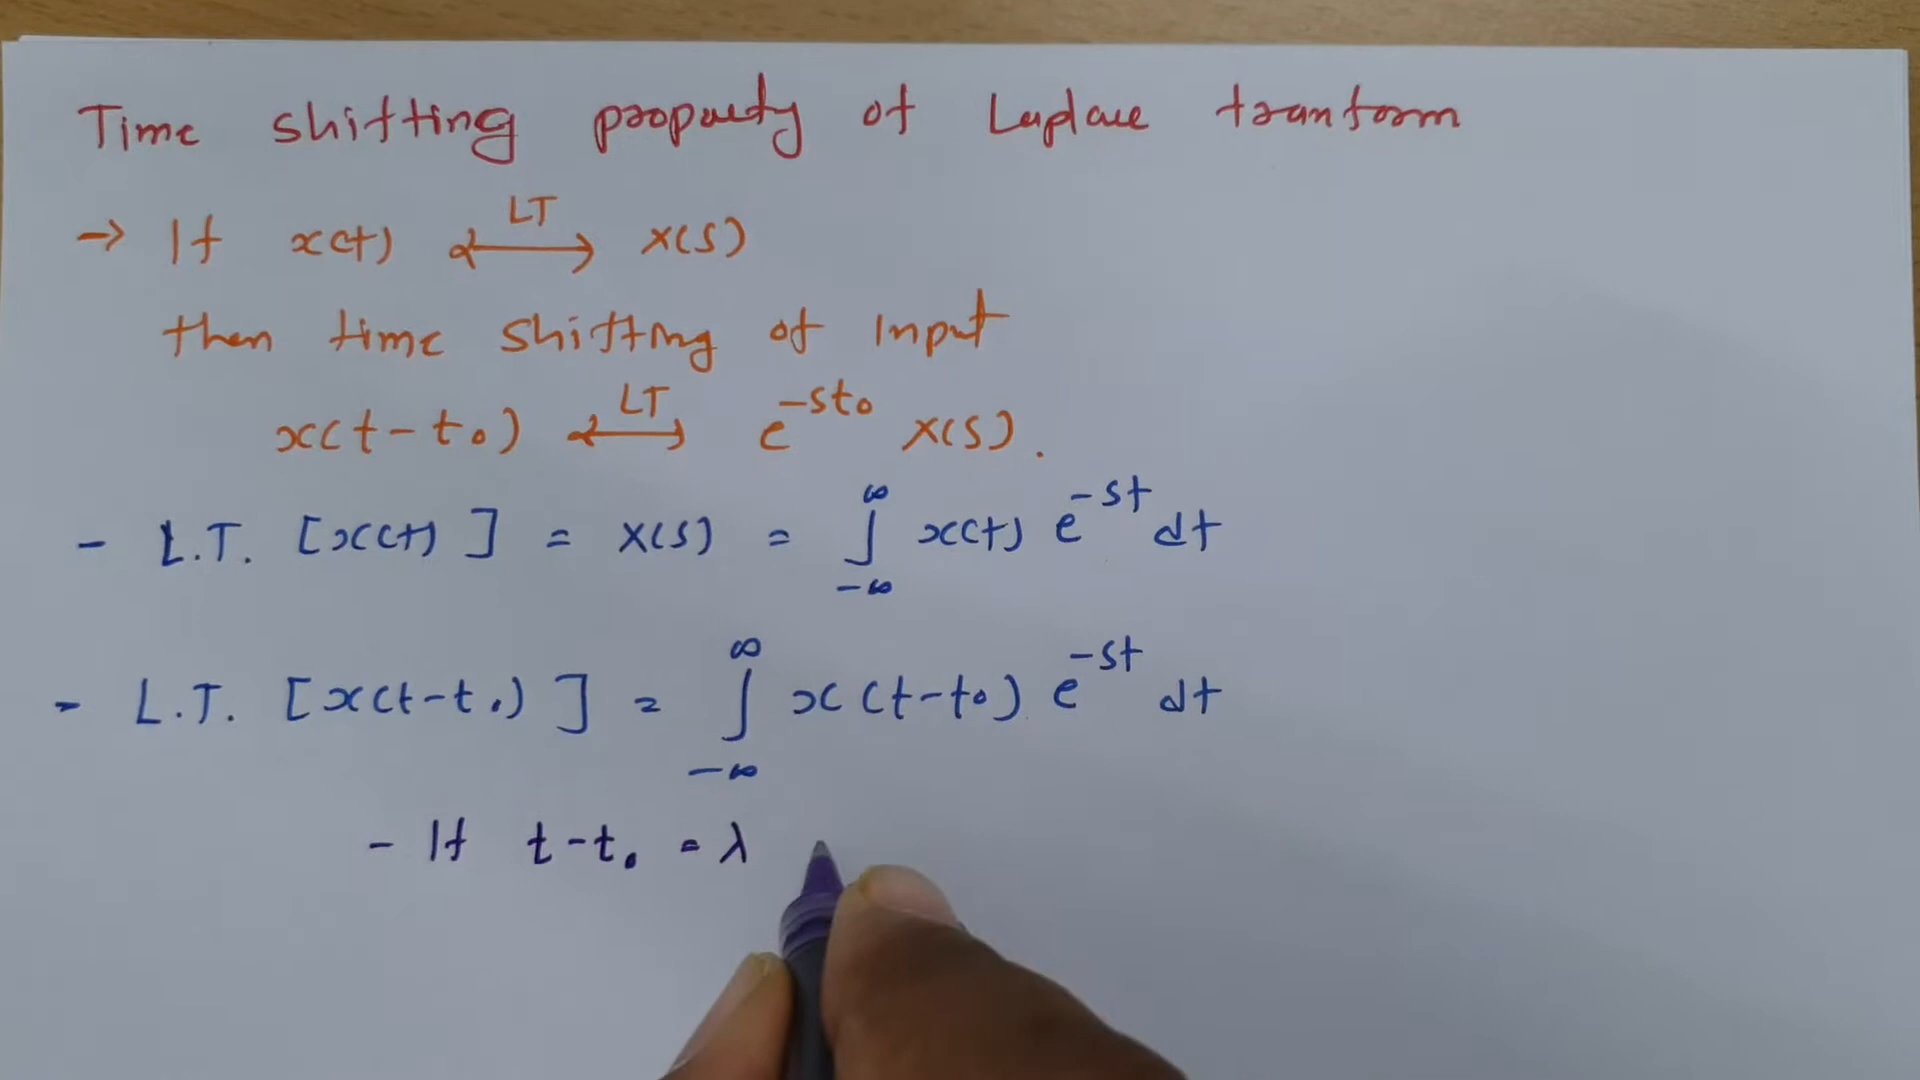 Time shifting property of Laplace tranform
→ If x(t) ⟷ LT X(s)
then time shifting of Input
x(t-t₀) ⟷ LT e^{-st₀} X(s).
- L.T. [x(t)] = X(s) = ∫_{-∞}^{∞} x(t) e^{-st} dt
- L.T. [x(t-t₀)] = ∫_{-∞}^{∞} x(t-t₀) e^{-st} dt
- If t-t₀ = λ